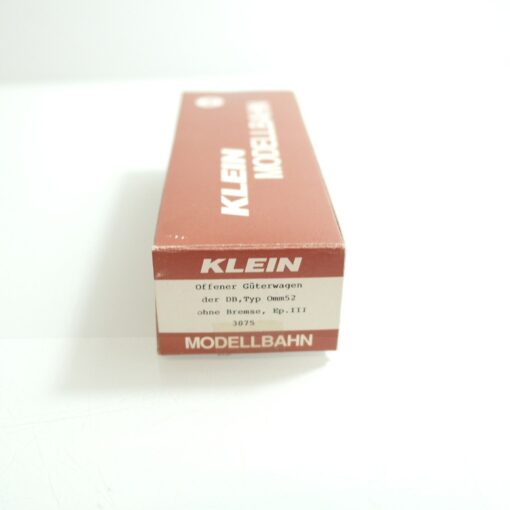 KLEIN
MODELLBAHN
KLEIN
Offener Güterwagen
der DB,Typ Omm52
ohne Bremse, Ep.III
3075
MODELLBAHN